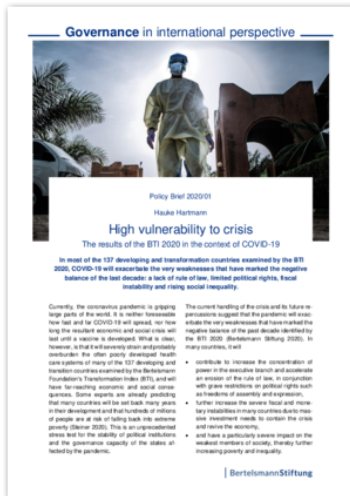 Governance in international perspective
Policy Brief 2020/01
Hauke Hartmann
High vulnerability to crisis
The results of the BTI 2020 in the context of COVID-19
In most of the 137 developing and transformation countries examined by the BTI
2020, COVID-19 will exacerbate the very weaknesses that have marked the negative
balance of the last decade: a lack of rule of law, limited political rights, fiscal
instability and rising social inequality.
Currently, the coronavirus pandemic is gripping
large parts of the world. It is neither foreseeable
how fast and far COVID-19 will spread, nor how
long the resultant economic and social crisis will
last until a vaccine is developed. What is clear,
however, is that it will severely strain and probably
overburden the often poorly developed health
care systems of many of the 137 developing and
transition countries examined by the Bertelsmann
Foundation's Transformation Index (BTI), and will
have far-reaching economic and social conse-
quences. Some experts are already predicting
that many countries will be set back many years
in their development and that hundreds of millions
of people are at risk of falling back into extreme
poverty (Steiner 2020). This is an unprecedented
stress test for the stability of political institutions
and the governance capacity of the states af-
fected by the pandemic.
The current handling of the crisis and its future re-
percussions suggest that the pandemic will exac-
erbate the very weaknesses that have marked the
negative balance of the past decade identified by
the BTI 2020 (Bertelsmann Stiftung 2020). In
many countries, it will
• contribute to increase the concentration of
power in the executive branch and accelerate
an erosion of the rule of law, in conjunction
with grave restrictions on political rights such
as freedoms of assembly and expression,
• further increase the severe fiscal and mone-
tary instabilities in many countries due to mas-
sive investment needs to contain the crisis
and revive the economy,
• and have a particularly severe impact on the
weakest members of society, thereby further
increasing poverty and inequality.
BertelsmannStiftung